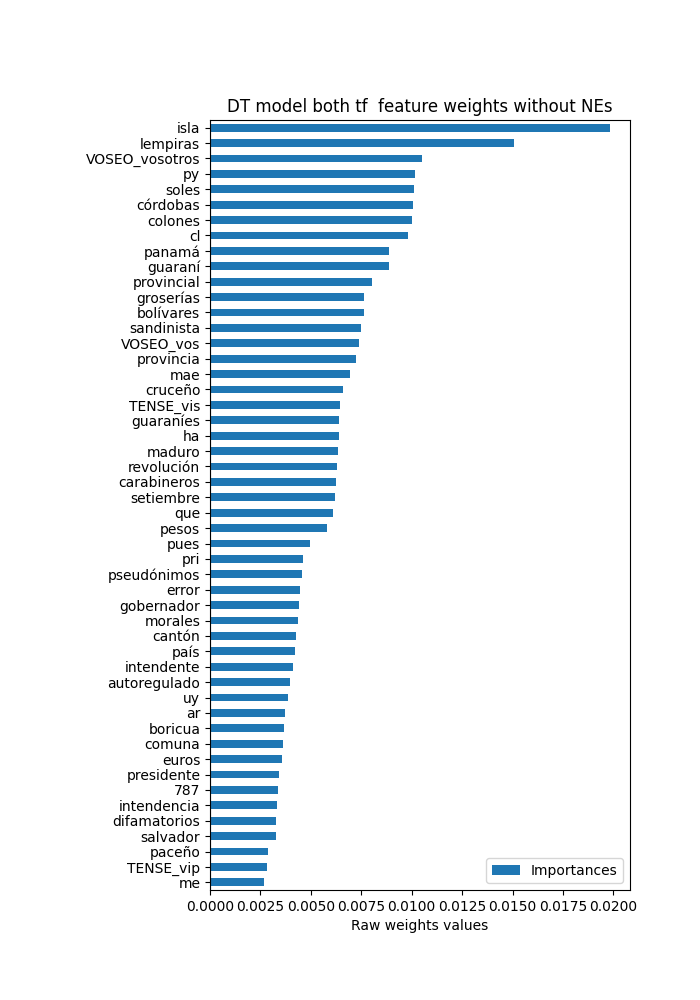 DT model both tf  feature weights without NEs
isla
lempiras
VOSEO_vosotros
py
soles
córdobas
colones
cl
panamá
guaraní
provincial
groserías
bolívares
sandinista
VOSEO_vos
provincia
mae
cruceño
TENSE_vis
guaraníes
ha
maduro
revolución
carabineros
setiembre
que
pesos
pues
pri
pseudónimos
error
gobernador
morales
cantón
país
intendente
autoregulado
uy
ar
boricua
comuna
euros
presidente
787
intendencia
difamatorios
salvador
paceño
TENSE_vip
me
Importances
0.0000 0.0025 0.0050 0.0075 0.0100 0.0125 0.0150 0.0175 0.0200
Raw weights values